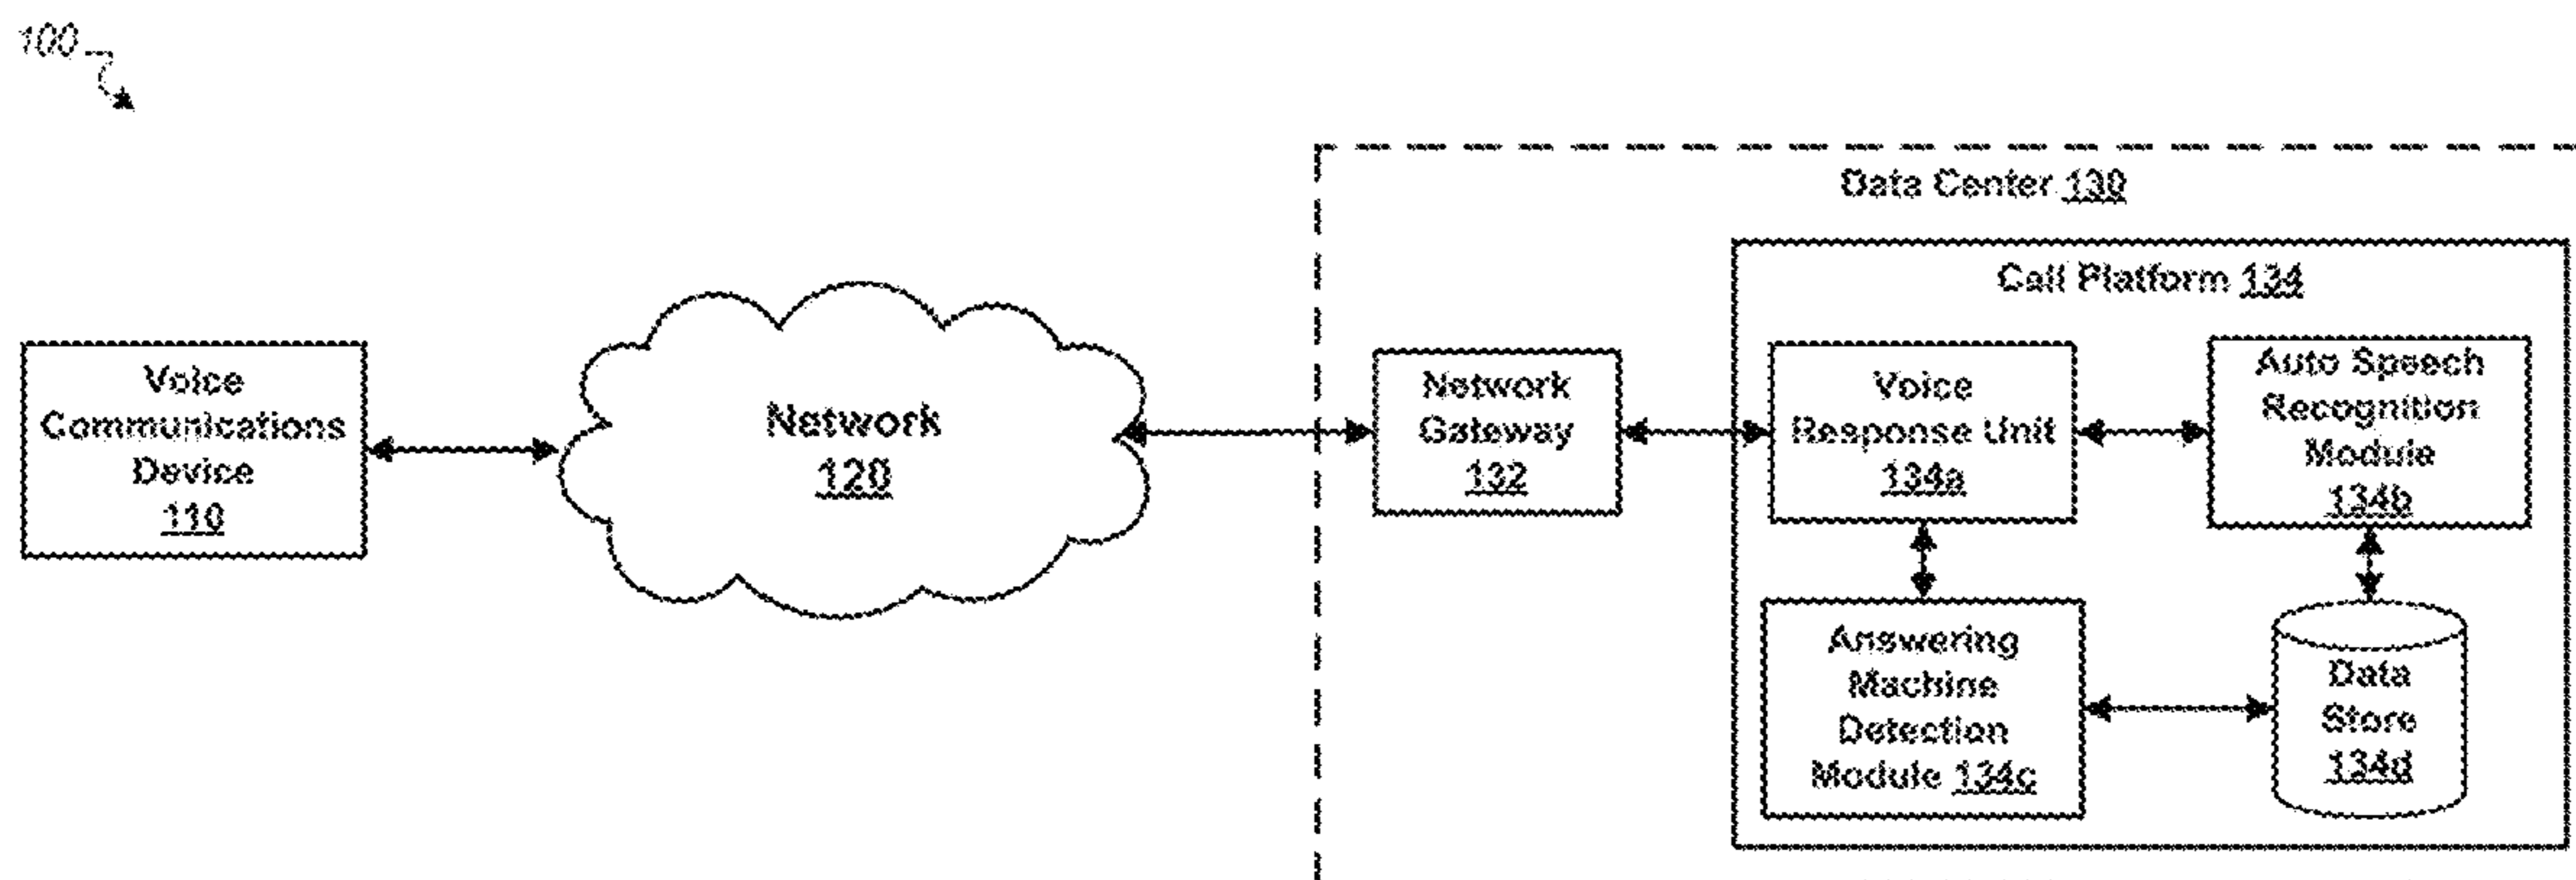 100
Data Center 130
Call Platform 134
Voice
Communications
Device
110
Network
120
Network
Gateway
132
Voice
Response Unit
134a
Auto Speech
Recognition
Module
134b
Answering
Machine
Detection
Module 134c
Data
Store
134d